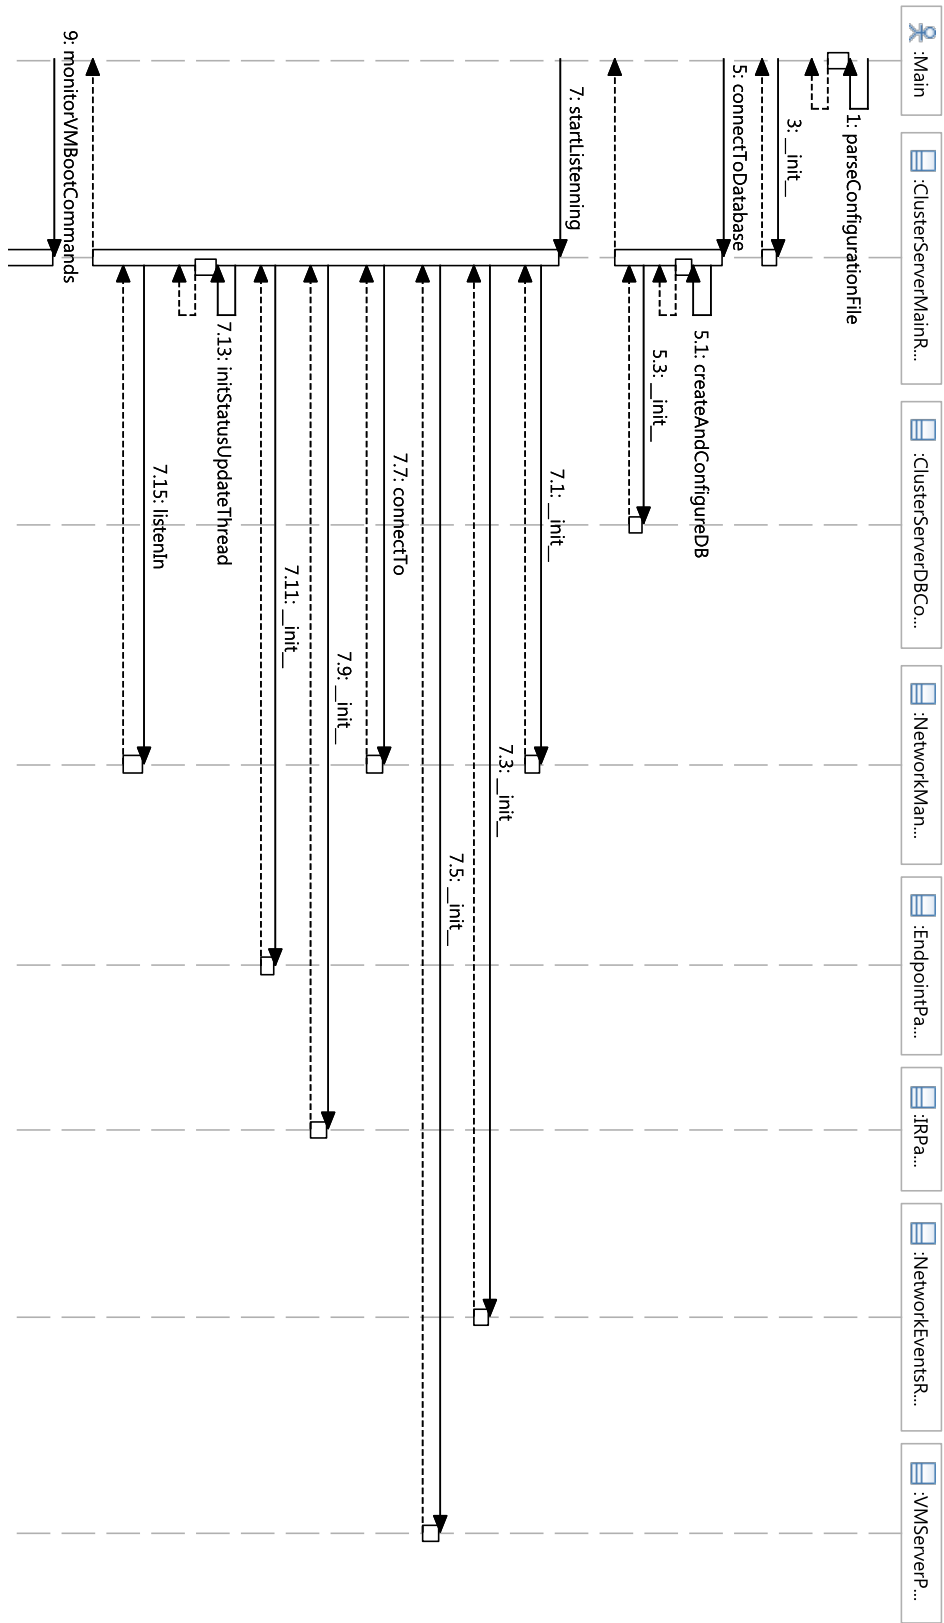 :Main
:ClusterServerMainR...
:ClusterServerDBCo...
:NetworkMan...
:EndpointPa...
:IRPa...
:NetworkEventsR...
:VMServerP...
1: parseConfigurationFile
3: __init__
5: connectToDatabase
5.1: createAndConfigureDB
5.3: __init__
7: startListenning
7.1: __init__
7.3: __init__
7.5: __init__
7.7: connectTo
7.9: __init__
7.11: __init__
7.13: initStatusUpdateThread
7.15: listenIn
9: monitorVMBootCommands